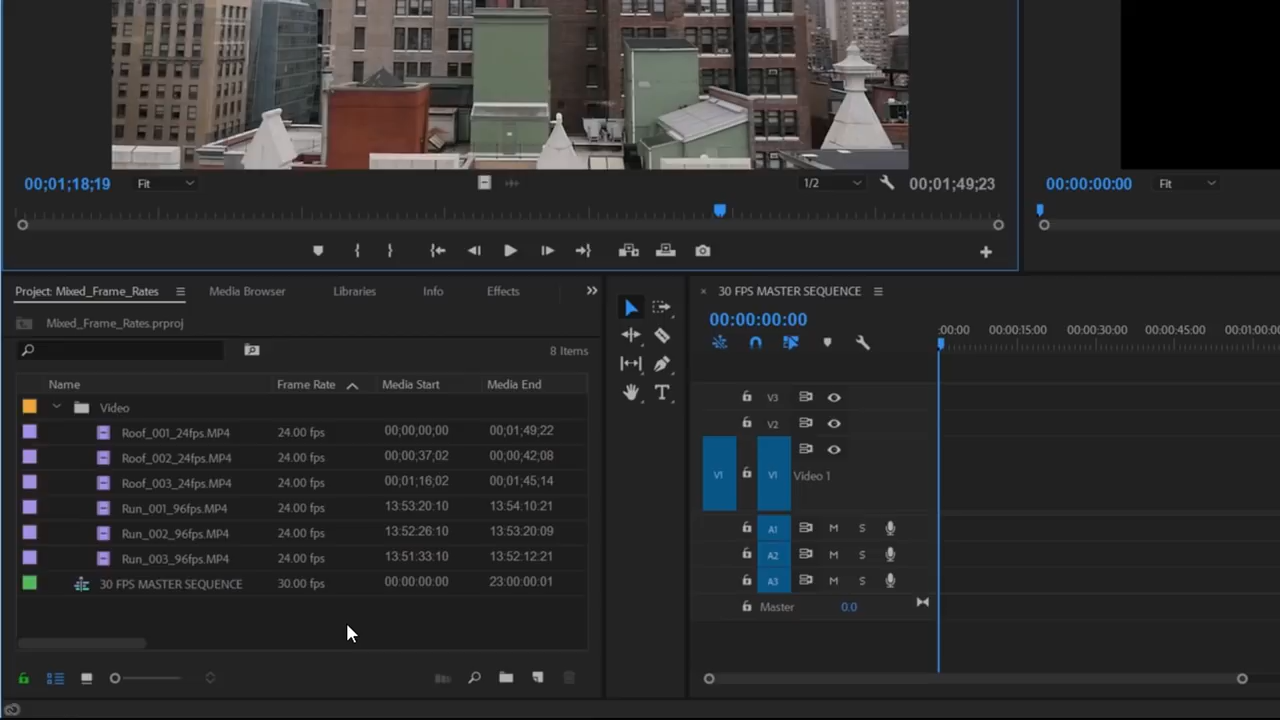 00;01;18;19 Fit 1/2 00;01;49;23 00:00:00:00 Fit
Project: Mixed_Frame_Rates Media Browser Libraries Info Effects
Mixed_Frame_Rates.prproj
8 Items
Name Frame Rate Media Start Media End
Video
Roof_001_24fps.MP4 24.00 fps 00;00;00;00 00;01;49;22
Roof_002_24fps.MP4 24.00 fps 00;00;37;02 00;00;42;08
Roof_003_24fps.MP4 24.00 fps 00;01;16;02 00;01;45;14
Run_001_96fps.MP4 24.00 fps 13:53:20:10 13:54:10:21
Run_002_96fps.MP4 24.00 fps 13:52:26:10 13:53:20:09
Run_003_96fps.MP4 24.00 fps 13:51:33:10 13:52:12:21
30 FPS MASTER SEQUENCE 30.00 fps 00:00:00:00 23:00:00:01
T
30 FPS MASTER SEQUENCE
00:00:00:00
:00:00 00:00:15:00 00:00:30:00 00:00:45:00 00:01:00:0
V3
V2
V1 V1 Video 1
A1 M S
A2 M S
A3 M S
Master 0.0